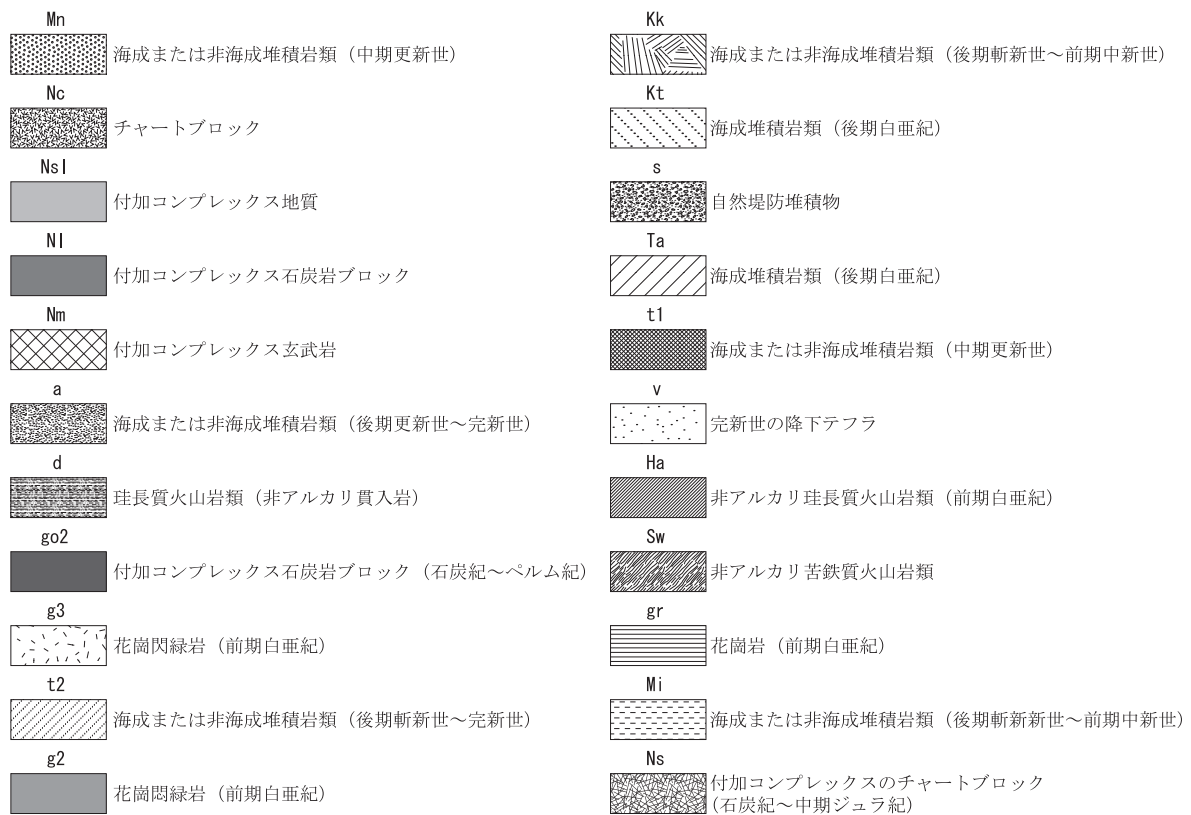 Mn
海成または非海成堆積岩類（中期更新世）
Nc
チャートブロック
Nsl
付加コンプレックス地質
Nl
付加コンプレックス石炭岩ブロック
Nm
付加コンプレックス玄武岩
a
海成または非海成堆積岩類（後期更新世～完新世）
d
珪長質火山岩類（非アルカリ貫入岩）
go2
付加コンプレックス石炭岩ブロック（石炭紀～ペルム紀）
g3
花崗閃緑岩（前期白亜紀）
t2
海成または非海成堆積岩類（後期斬新世～完新世）
g2
花崗閃緑岩（前期白亜紀）
Kk
海成または非海成堆積岩類（後期斬新世～前期中新世）
Kt
海成堆積岩類（後期白亜紀）
s
自然堤防堆積物
Ta
海成堆積岩類（後期白亜紀）
t1
海成または非海成堆積岩類（中期更新世）
v
完新世の降下テフラ
Ha
非アルカリ珪長質火山岩類（前期白亜紀）
Sw
非アルカリ苦鉄質火山岩類
gr
花崗岩（前期白亜紀）
Mi
海成または非海成堆積岩類（後期斬新新世～前期中新世）
Ns
付加コンプレックスのチャートブロック
（石炭紀～中期ジュラ紀）